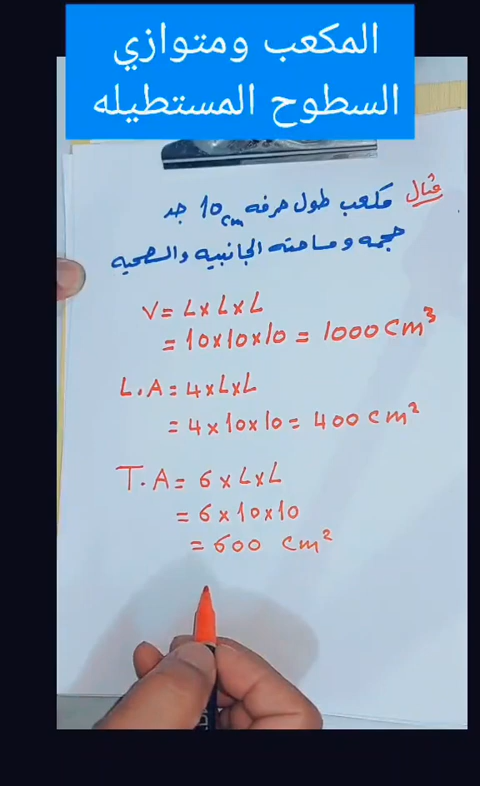 المكعب ومتوازي
السطوح المستطيله
مثال مكعب طول حرفه 10cm جد
حجمه ومساحته الجانبيه والسطحيه
V = L×L×L
= 10×10×10 = 1000 cm³
L.A = 4×L×L
= 4×10×10 = 400 cm²
T.A = 6×L×L
= 6×10×10
= 600 cm²